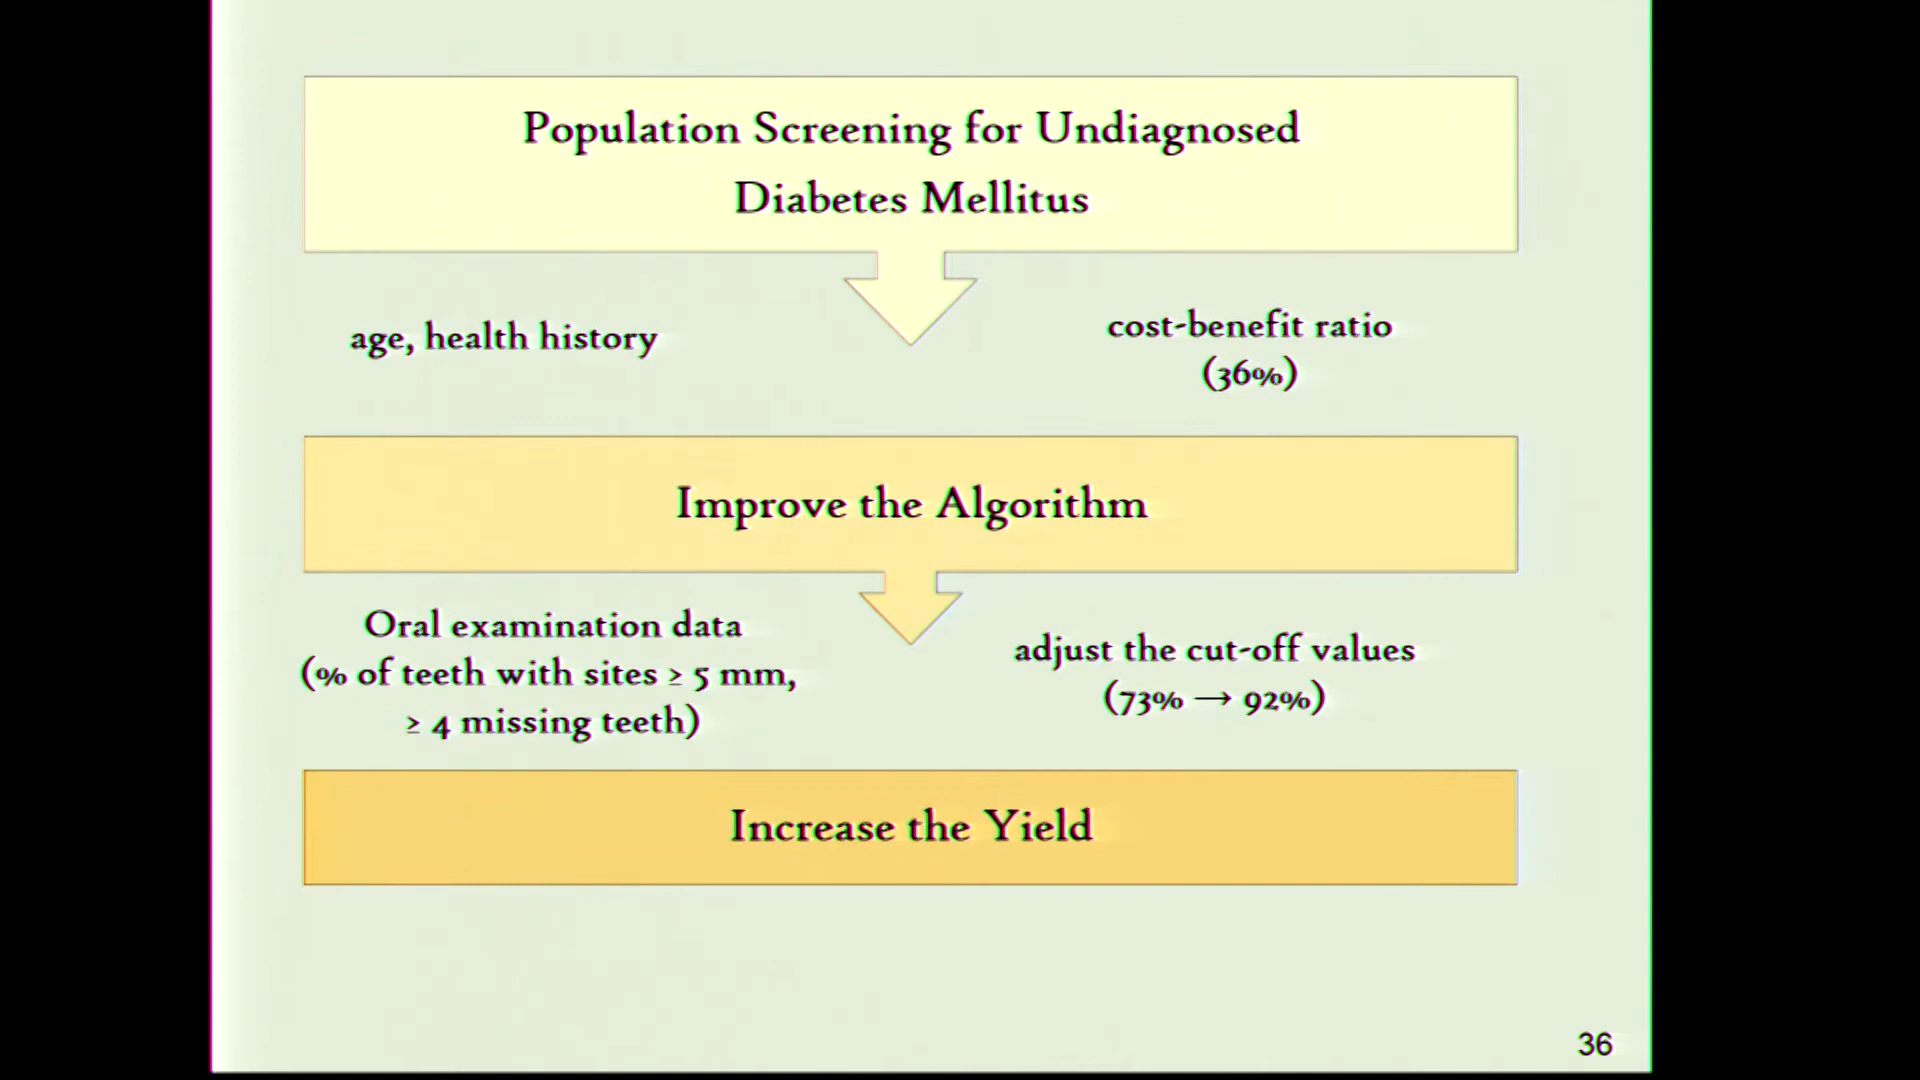 Population Screening for Undiagnosed
Diabetes Mellitus
age, health history
cost-benefit ratio
(36%)
Improve the Algorithm
Oral examination data
(% of teeth with sites ≥ 5 mm,
≥ 4 missing teeth)
adjust the cut-off values
(73% → 92%)
Increase the Yield
36